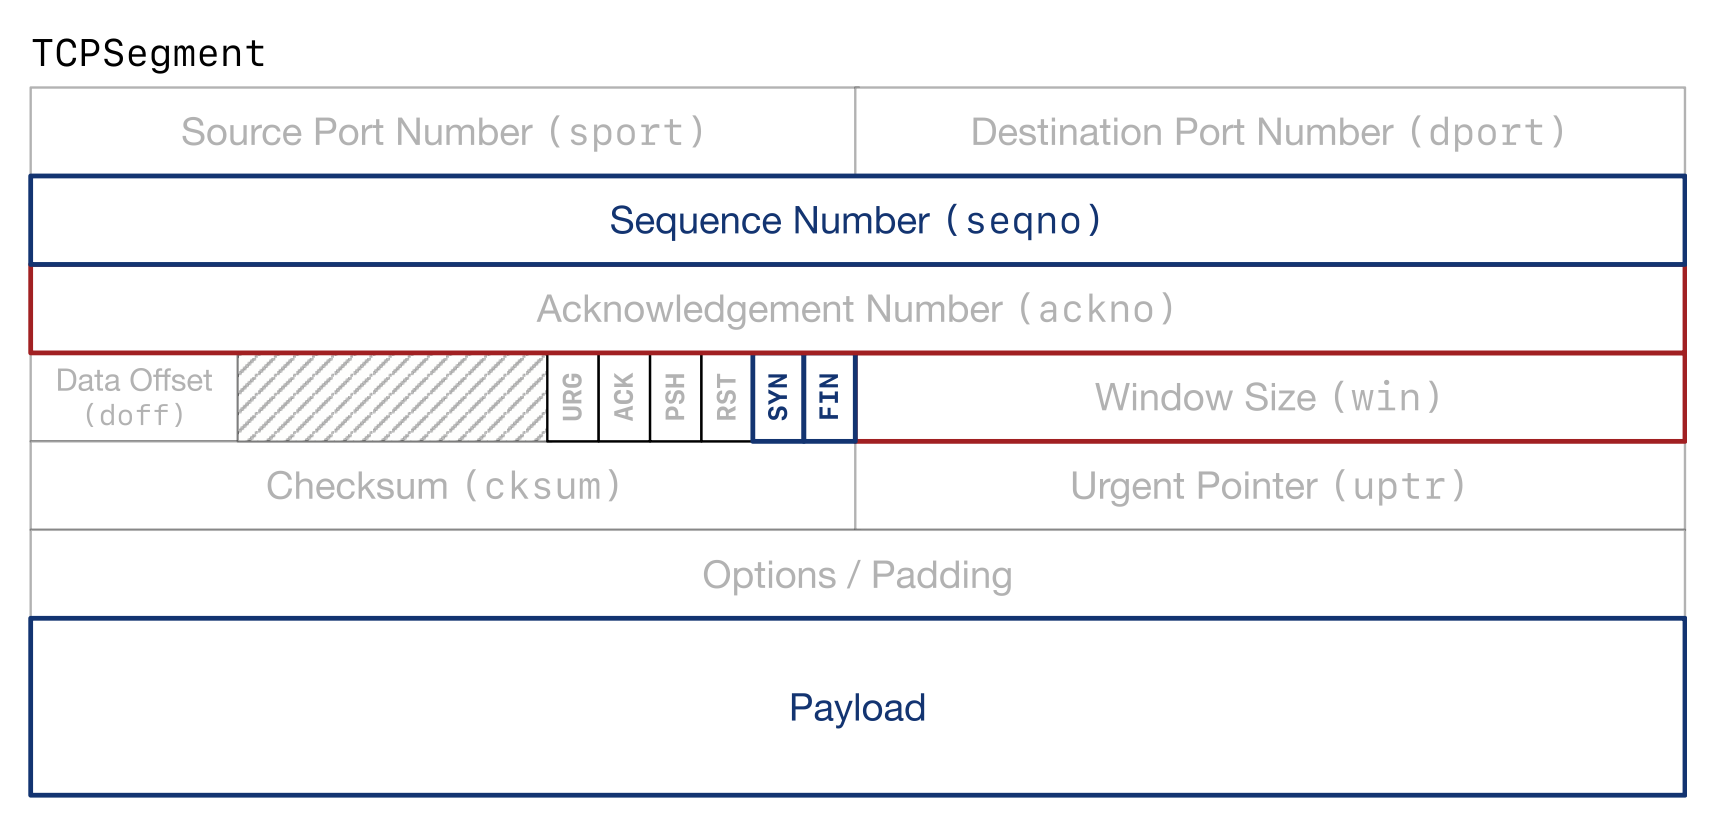 TCPSegment
Source Port Number (sport)
Destination Port Number (dport)
Sequence Number (seqno)
Acknowledgement Number (ackno)
Data Offset
(doff)
URG
ACK
PSH
RST
SYN
FIN
Window Size (win)
Checksum (cksum)
Urgent Pointer (uptr)
Options / Padding
Payload